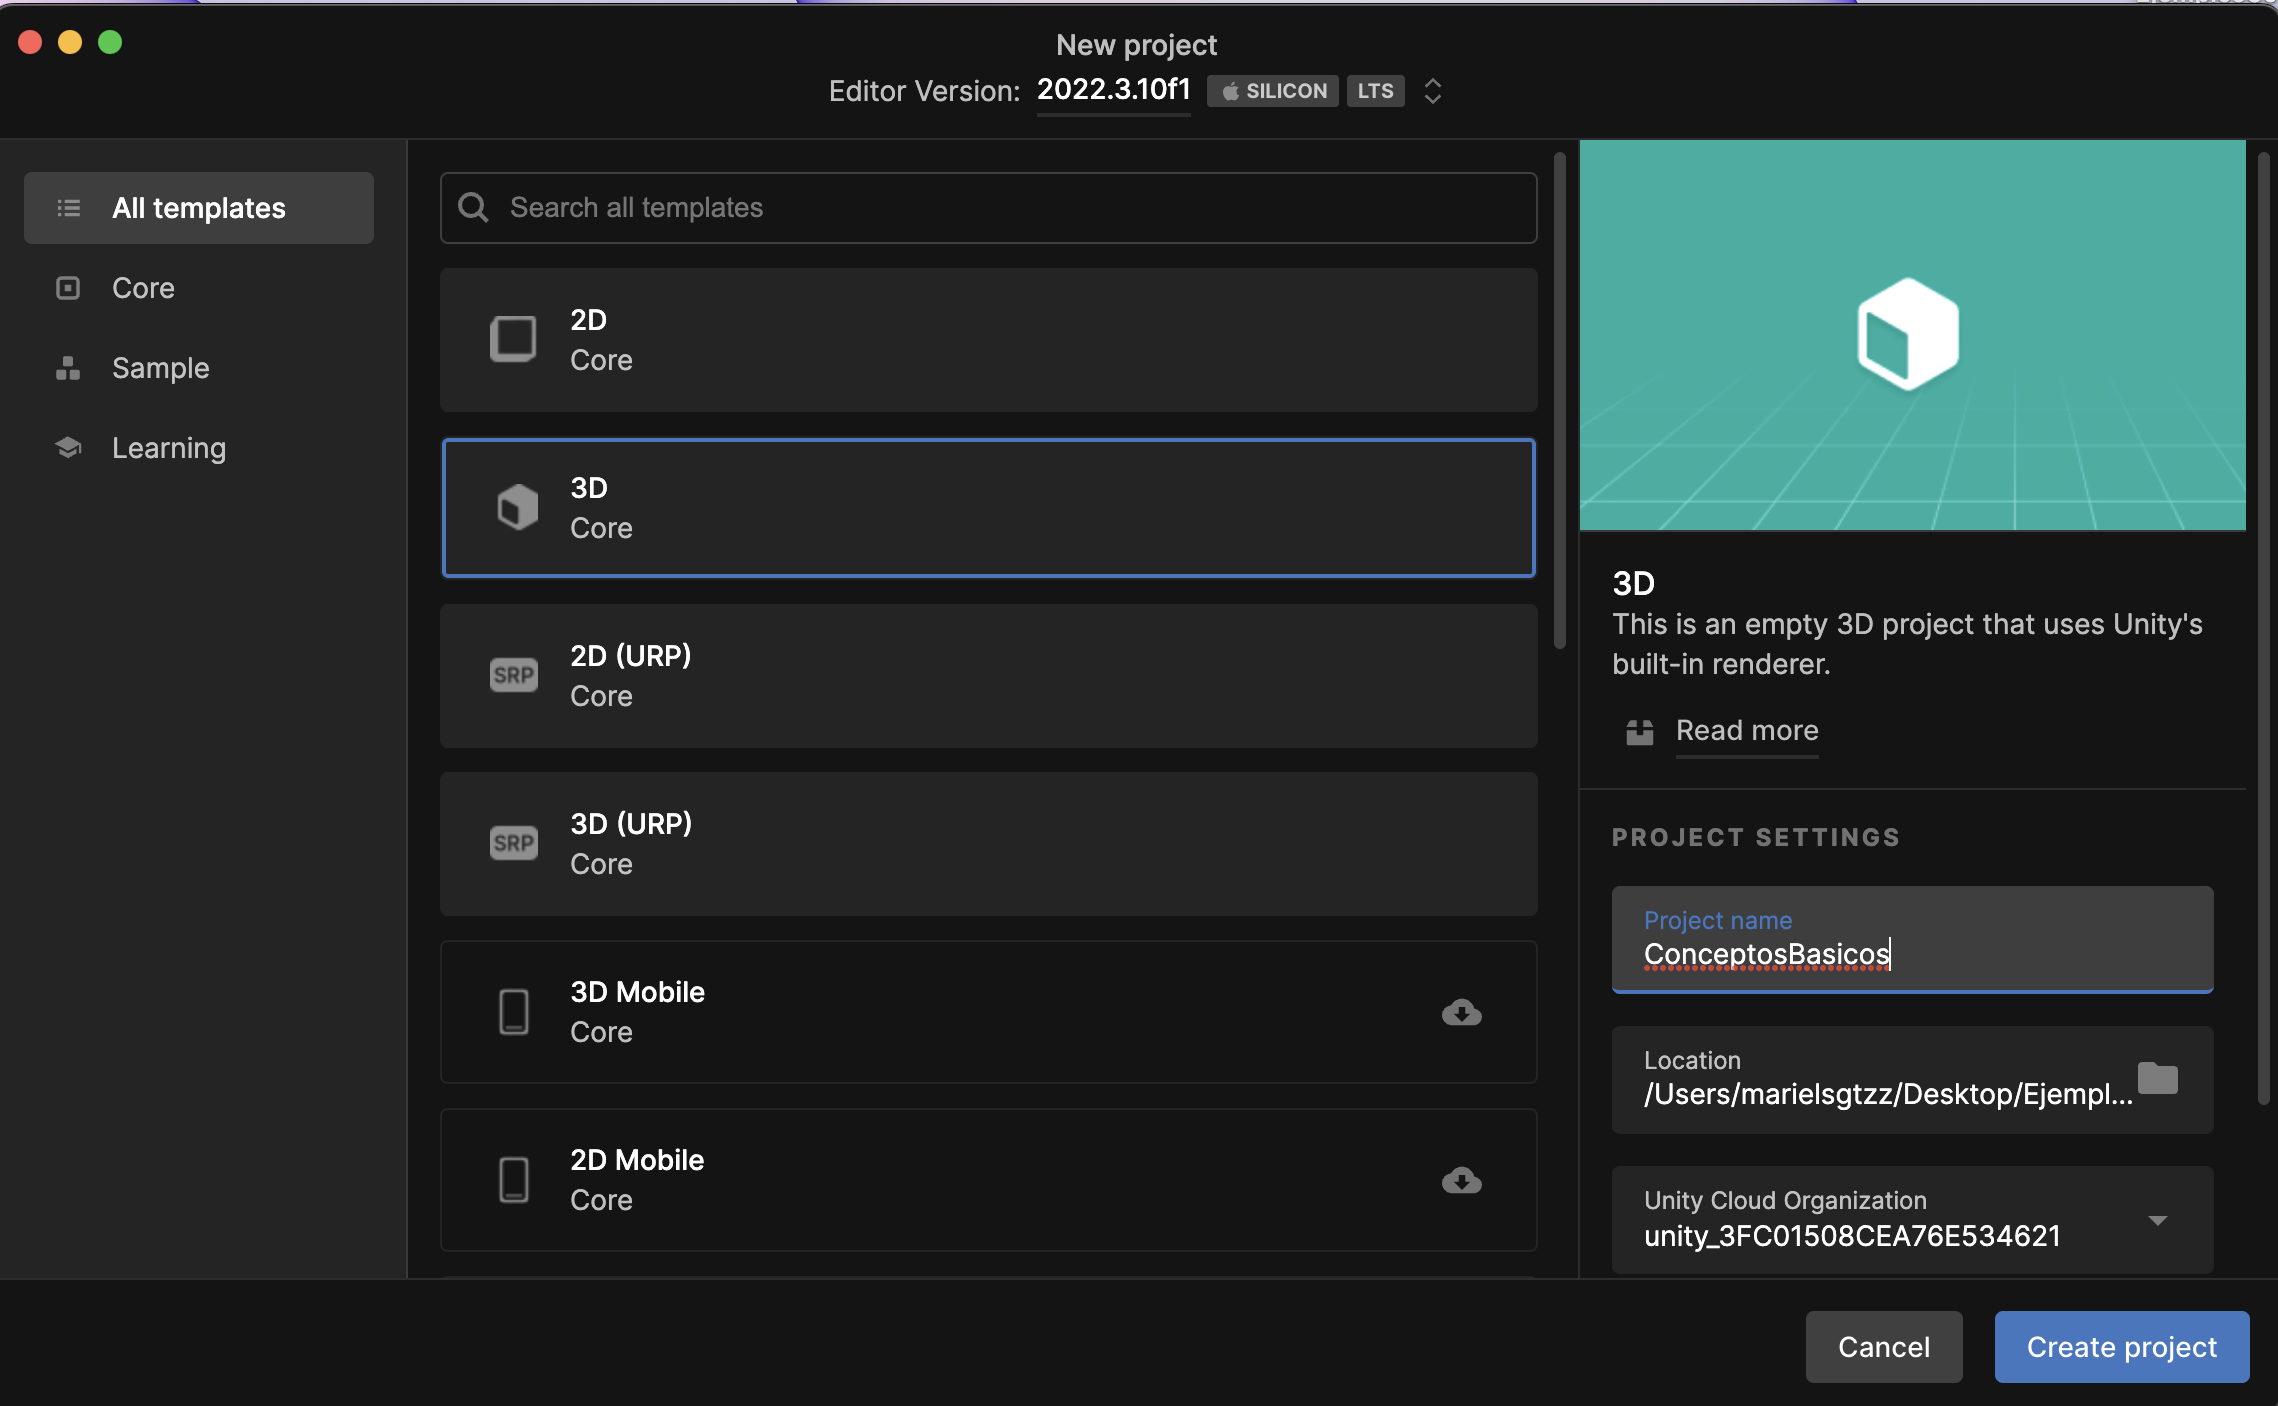 New project
Editor Version: 2022.3.10f1 SILICON LTS
All templates
Core
Sample
Learning
Search all templates
2D
Core
3D
Core
SRP
2D (URP)
Core
SRP
3D (URP)
Core
3D Mobile
Core
2D Mobile
Core
3D
This is an empty 3D project that uses Unity's
built-in renderer.
Read more
PROJECT SETTINGS
Project name
ConceptosBasicos
Location
/Users/marielsgtzz/Desktop/Ejempl...
Unity Cloud Organization
unity_3FC01508CEA76E534621
Cancel
Create project